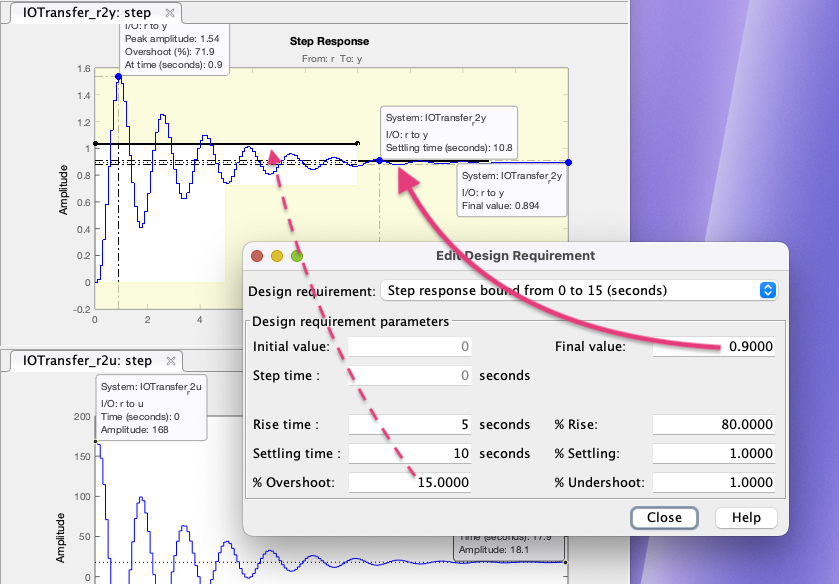 IOTransfer_r2y: step
I/O: r to y
Peak amplitude: 1.54
Overshoot (%): 71.9
At time (seconds): 0.9
Step Response
From: r To: y
1.6
1.4
1.2
1
0.8
0.6
0.4
0.2
0
-0.2
Amplitude
0
2
4
System: IOTransfer_r2y
I/O: r to y
Settling time (seconds): 10.8
System: IOTransfer_r2y
I/O: r to y
Final value: 0.894
Edit Design Requirement
Design requirement: Step response bound from 0 to 15 (seconds)
Design requirement parameters
Initial value: 0
Final value: 0.9000
Step time : 0 seconds
Rise time : 5 seconds
% Rise: 80.0000
Settling time : 10 seconds
% Settling: 1.0000
% Overshoot: 15.0000
% Undershoot: 1.0000
Close
Help
IOTransfer_r2u: step
System: IOTransfer_r2u
I/O: r to u
Time (seconds): 0
Amplitude: 168
200
150
100
50
0
Amplitude
Time (seconds): 17.9
Amplitude: 18.1